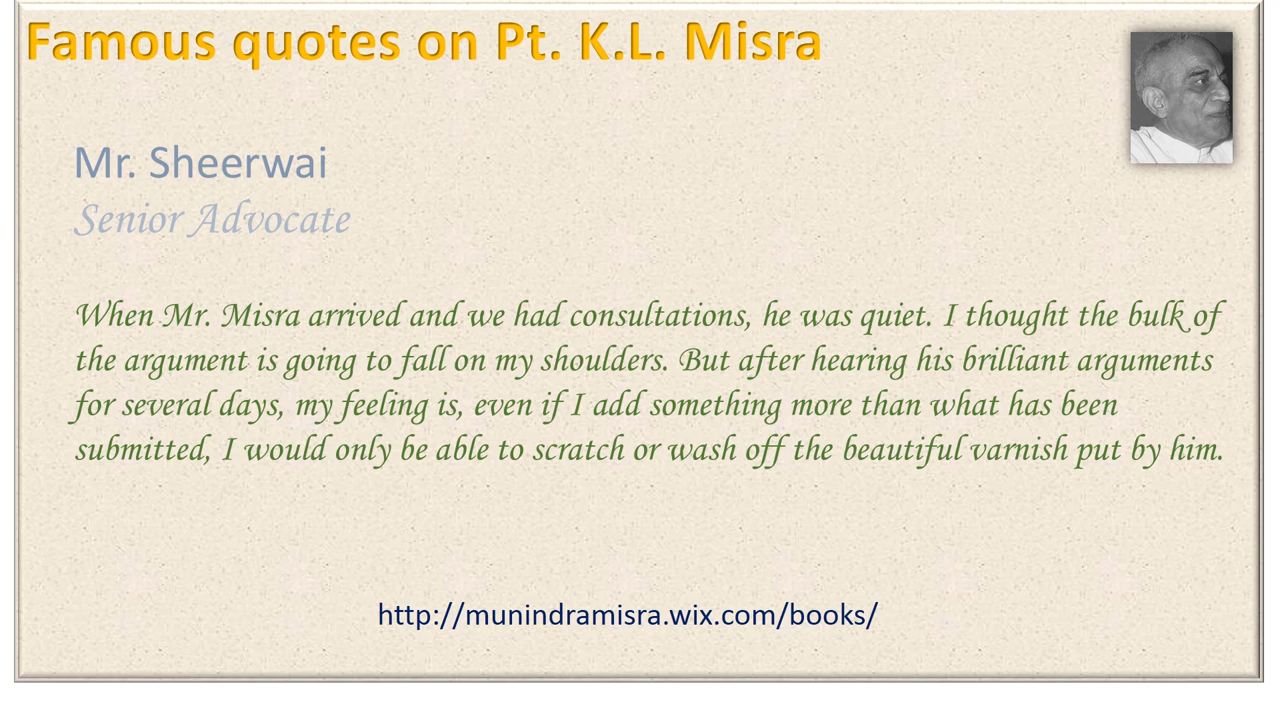 Famous quotes on Pt. K.L. Misra
Mr. Sheerwai
Senior Advocate
When Mr. Misra arrived and we had consultations, he was quiet. I thought the bulk of
the argument is going to fall on my shoulders. But after hearing his brilliant arguments
for several days, my feeling is, even if I add something more than what has been
submitted, I would only be able to scratch or wash off the beautiful varnish put by him.
http://munindramisra.wix.com/books/